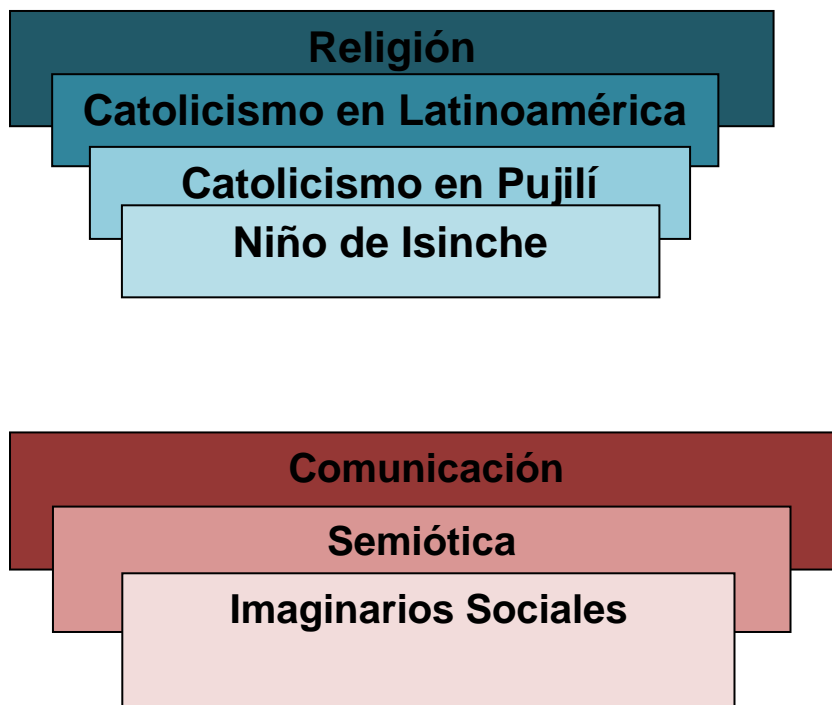 Religión
Catolicismo en Latinoamérica
Catolicismo en Pujilí
Niño de Isinche
Comunicación
Semiótica
Imaginarios Sociales